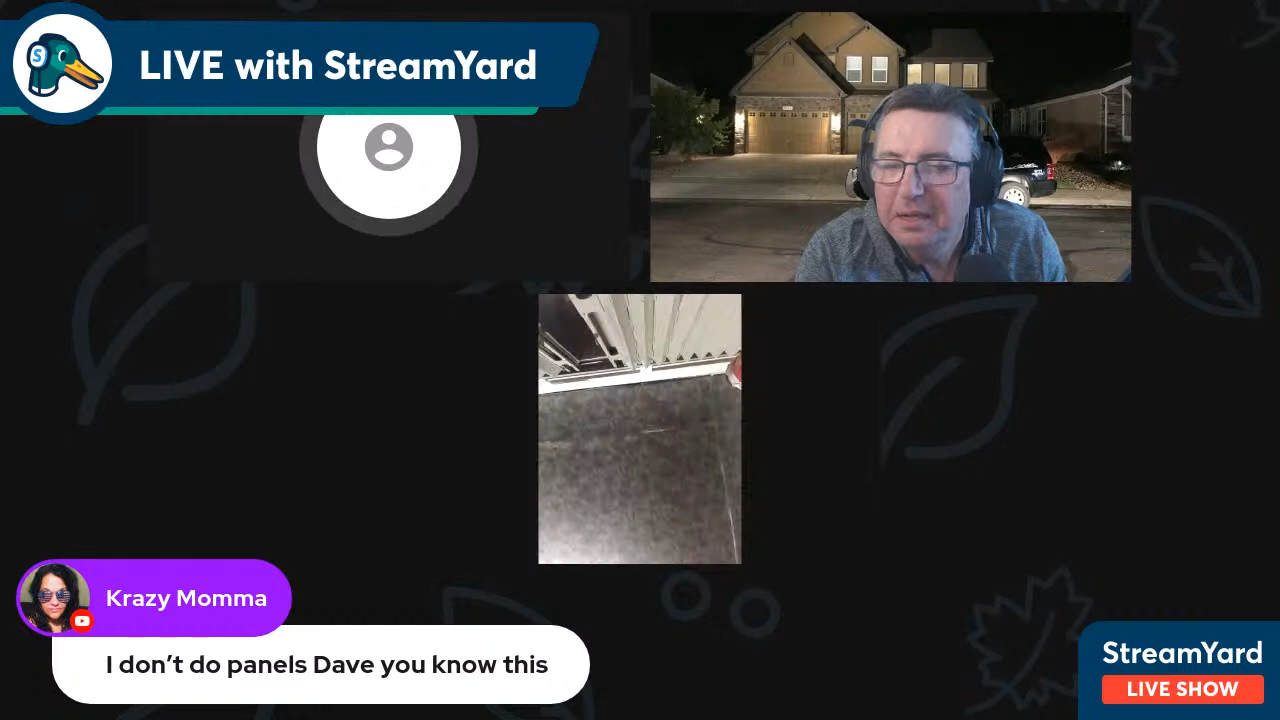 S
LIVE with StreamYard
Krazy Momma
I don't do panels Dave you know this
StreamYard
LIVE SHOW